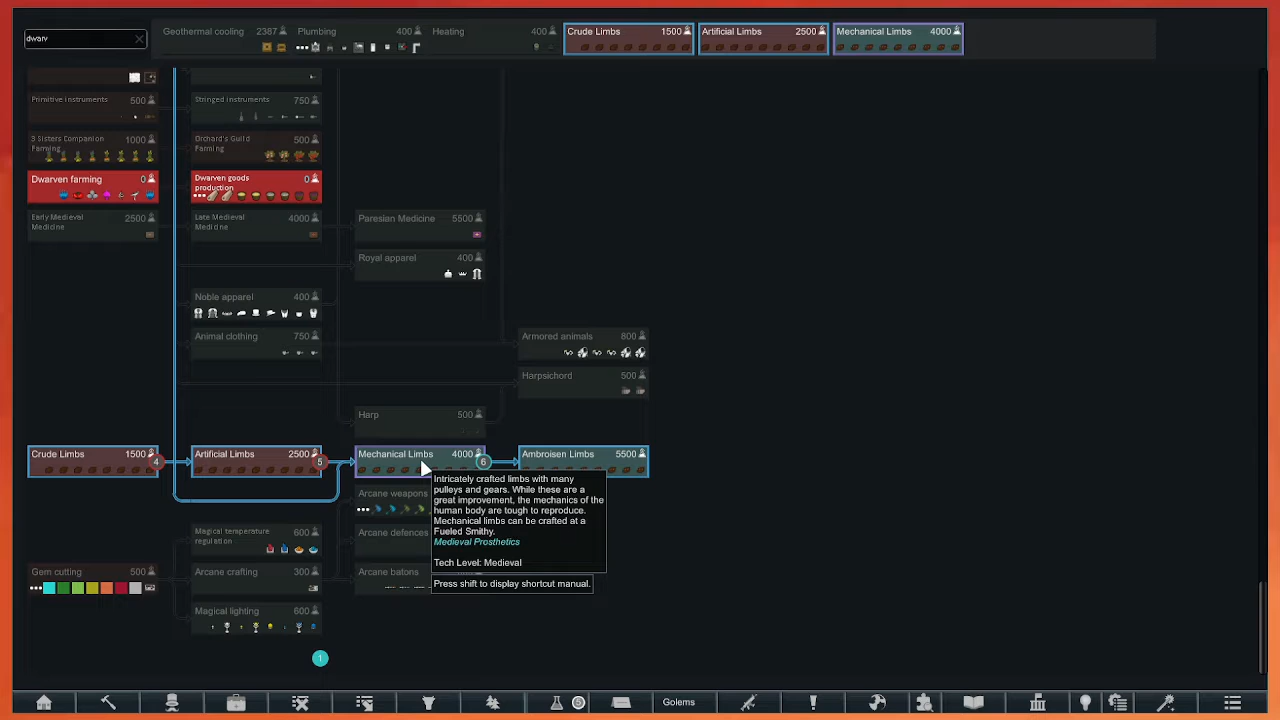 dwarv
Geothermal cooling 2387
Plumbing 400
Heating 400
Crude Limbs 1500
Artificial Limbs 2500
Mechanical Limbs 4000
Primitive instruments 500
Stringed instruments 750
3 Sisters Companion
Farming
1000
Orchard's Guild
Farming
500
Dwarven farming 0
Dwarven goods
production
0
Early Medieval
Medicine
2500
Late Medieval
Medicine
4000
Paresian Medicine 5500
Royal apparel 400
Noble apparel 400
Animal clothing 750
Armored animals 800
Harpsichord 500
Harp 500
Crude Limbs 1500
4
Artificial Limbs 2500
5
Mechanical Limbs 4000
6
Ambroisen Limbs 5500
Intricately crafted limbs with many
pulleys and gears. While these are a
great improvement, the mechanics of the
human body are tough to reproduce.
Mechanical limbs can be crafted at a
Fueled Smithy.
Medieval Prosthetics
Tech Level: Medieval
Press shift to display shortcut manual.
Arcane weapons
Magical temperature
regulation
600
Arcane defences
Gem cutting 500
Arcane crafting 300
Arcane batons
Magical lighting 600
1
5
Golems